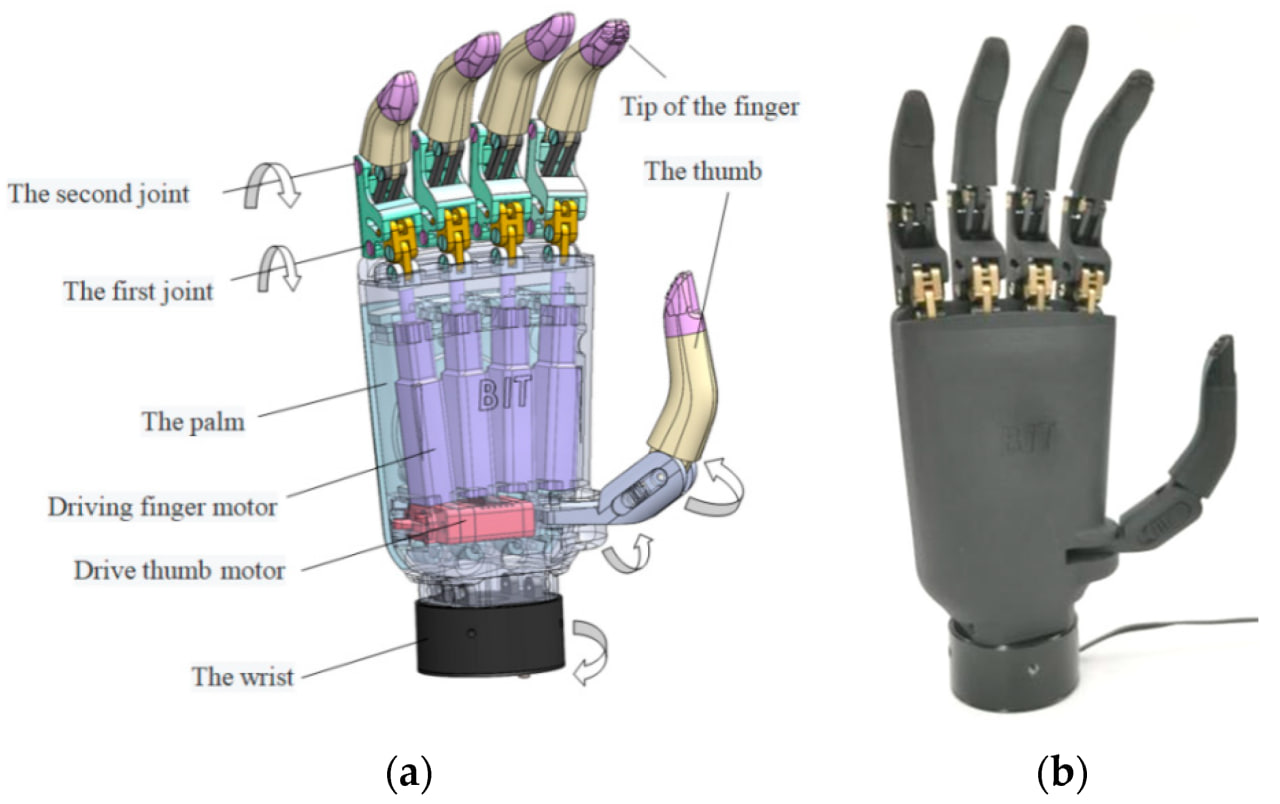 Tip of the finger
The thumb
The second joint
The first joint
The palm
BIT
BIT
Driving finger motor
Drive thumb motor
The wrist
(a)
(b)